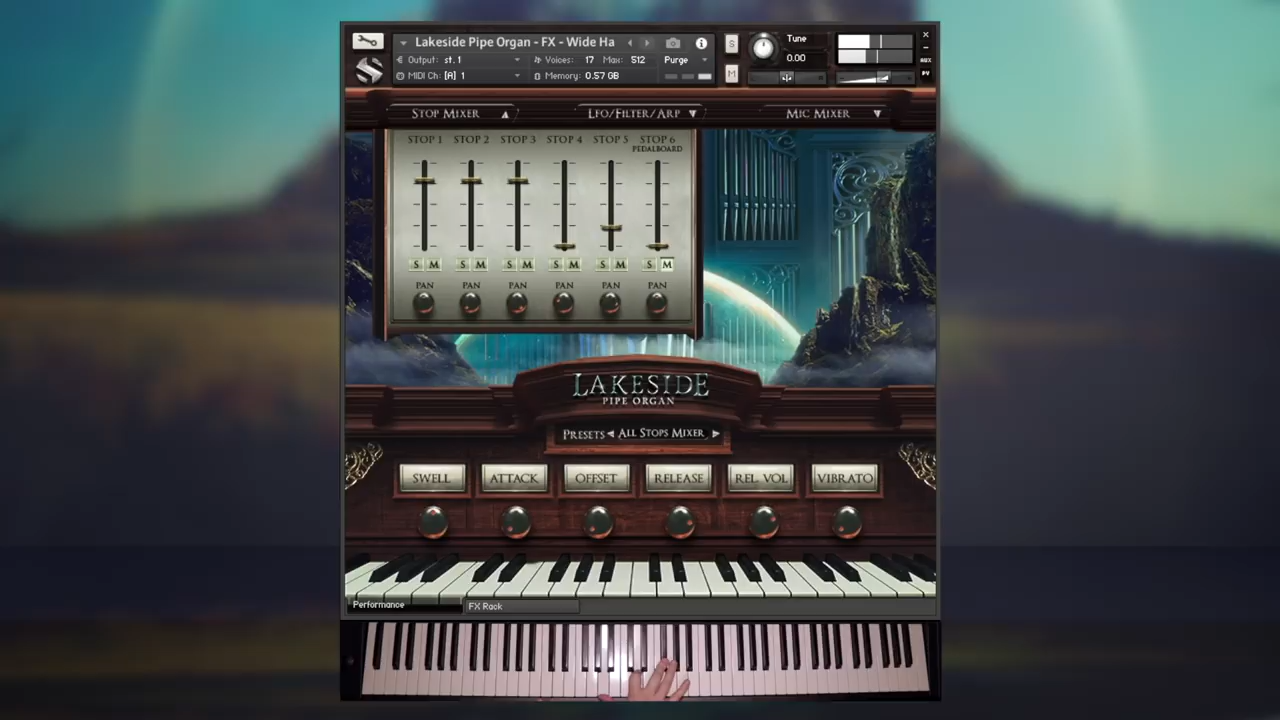 Lakeside Pipe Organ - FX - Wide Ha
Output: st. 1 Voices: 17 Max: 512 Purge
MIDI Ch: [A] 1 Memory: 0.57 GB
S
M
Tune
0.00
x
-
AUX
PV
STOP MIXER LFO/FILTER/ARP MIC MIXER
STOP 1 STOP 2 STOP 3 STOP 4 STOP 5 STOP 6
PEDALBOARD
S M S M S M S M S M S M
PAN PAN PAN PAN PAN PAN
LAKESIDE
PIPE ORGAN
PRESETS ALL STOPS MIXER
SWELL ATTACK OFFSET RELEASE REL. VOL VIBRATO
Performance FX Rack